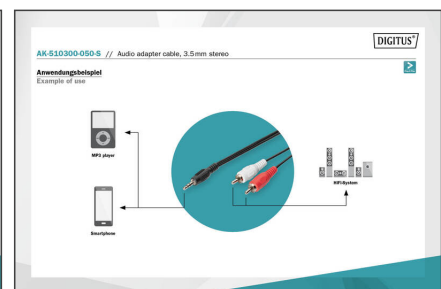 DIGITUS®
AK-510300-050-S // Audio adapter cable, 3.5mm stereo
Anwendungsbeispiel
Example of use
MP3 player
HiFi-System
Smartphone